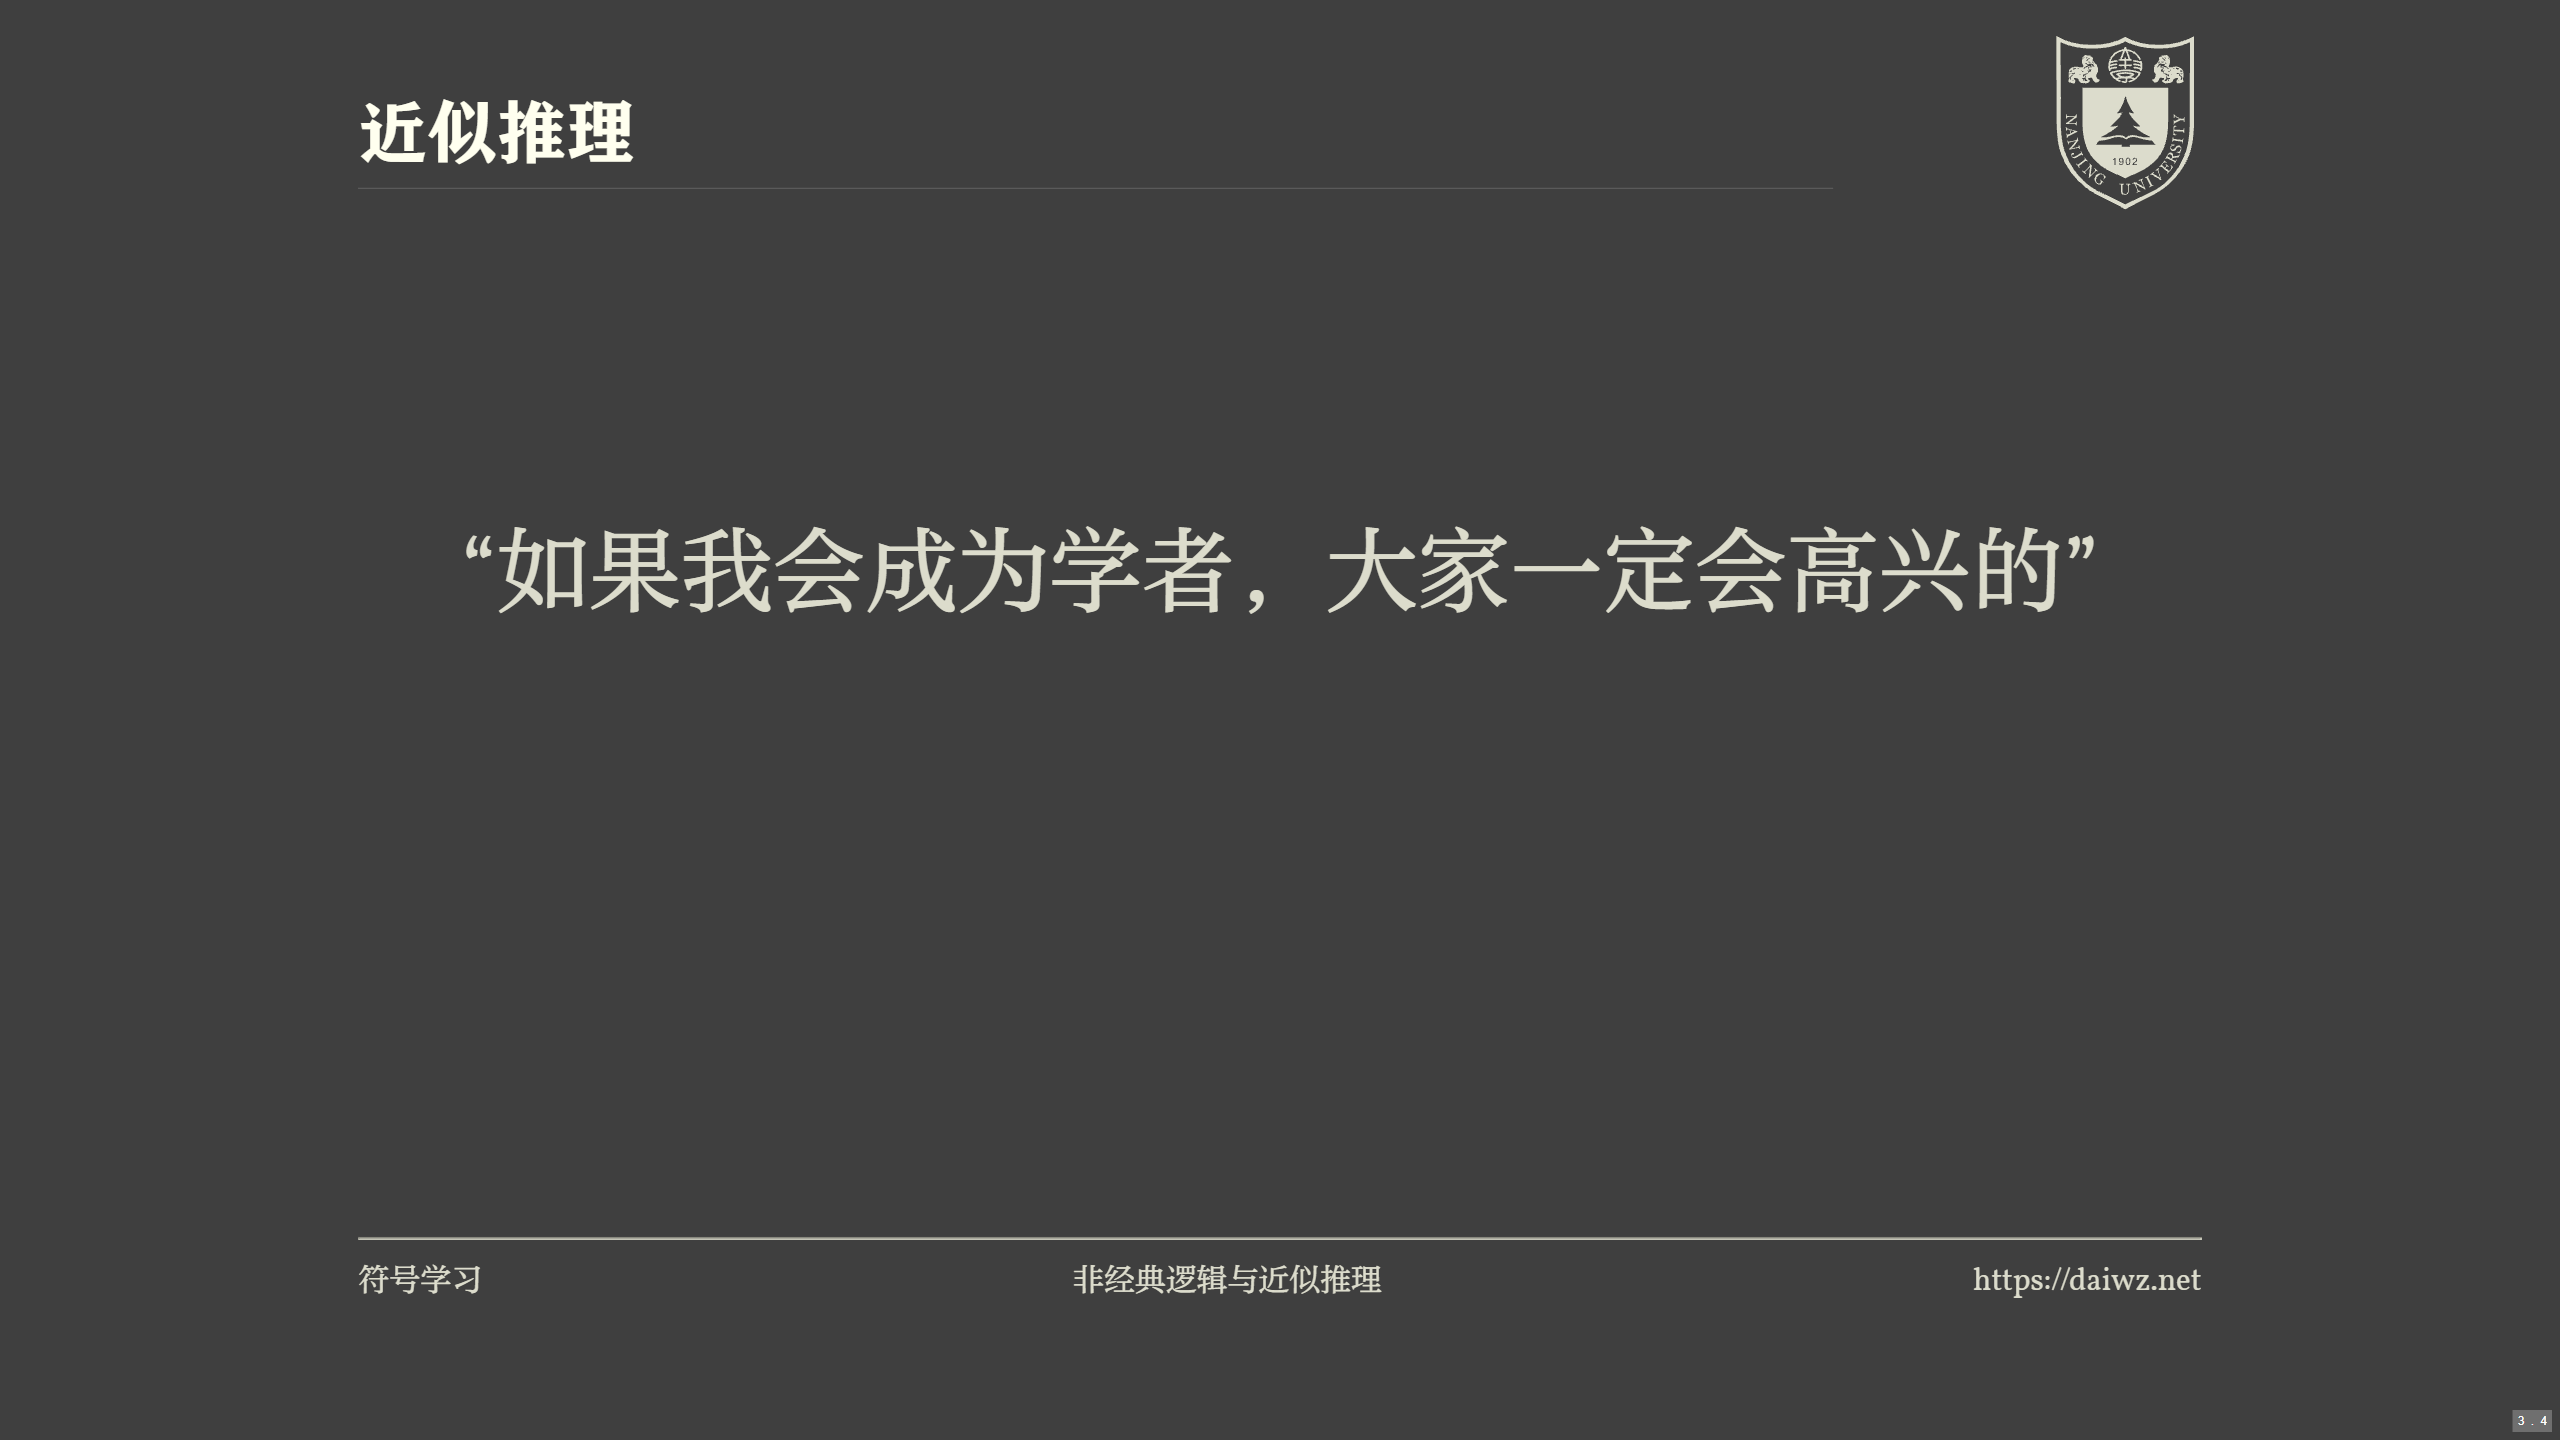 近似推理
NANJING UNIVERSITY
1902
“如果我会成为学者，大家一定会高兴的”
符号学习
非经典逻辑与近似推理
https://daiwz.net
3 . 4